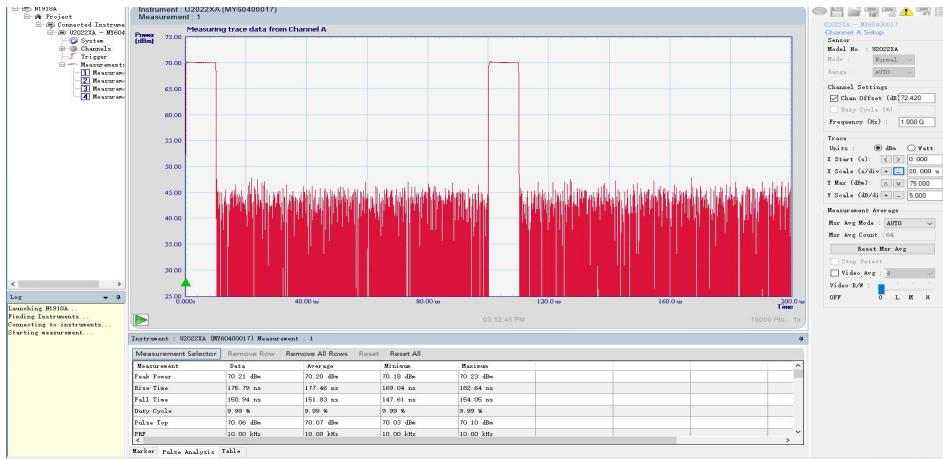 N1918A
Project
Connected Instrume
U2022XA - MY604
System
Channels
Trigger
Measurement:
1 Measurem
2 Measurem
3 Measurem
4 Measurem
Log
Launching N1918A...
Finding Instruments...
Connecting to instruments...
Starting measurement...
Instrument : U2022XA (MY60400017)
Measurement : 1
Power
(dBm)
Measuring trace data from Channel A
75.00
70.00
65.00
60.00
55.00
50.00
45.00
40.00
35.00
30.00
25.00
0.000s
40.00 us
80.00 us
120.0 us
160.0 us
200.0 us
Time
03:12:45 PM
16000 Pts 1x
Instrument : U2022XA (MY60400017) Measurement : 1
Measurement Selector Remove Row Remove All Rows Reset Reset All
Measurement Data Average Minimum Maximum
Peak Power 70.21 dBm 70.20 dBm 70.18 dBm 70.23 dBm
Rise Time 175.79 ns 177.46 ns 169.04 ns 182.64 ns
Fall Time 150.94 ns 151.83 ns 147.61 ns 154.05 ns
Duty Cycle 9.99 % 9.99 % 9.99 % 9.99 %
Pulse Top 70.06 dBm 70.07 dBm 70.03 dBm 70.10 dBm
PRF 10.00 kHz 10.00 kHz 10.00 kHz 10.00 kHz
Marker Pulse Analysis Table
U2022XA - MY60400017
Channel A Setup
Sensor
Model No. : U2022XA
Mode : Normal
Range AUTO
Channel Settings
Chan Offset (dB) 72.420
Duty Cycle (%)
Frequency (Hz) : 1.000 G
Trace
Units : dBm Watt
X Start (s): < > 0.000
X Scale (s/div + - 20.000 u
Y Max (dBm): 75.000
Y Scale (dB/di + - 5.000
Measurement Average
Msr Avg Mode : AUTO
Msr Avg Count :64
Reset Msr Avg
Step Detect
Video Avg : 4
Video B/W :
OFF O L M H